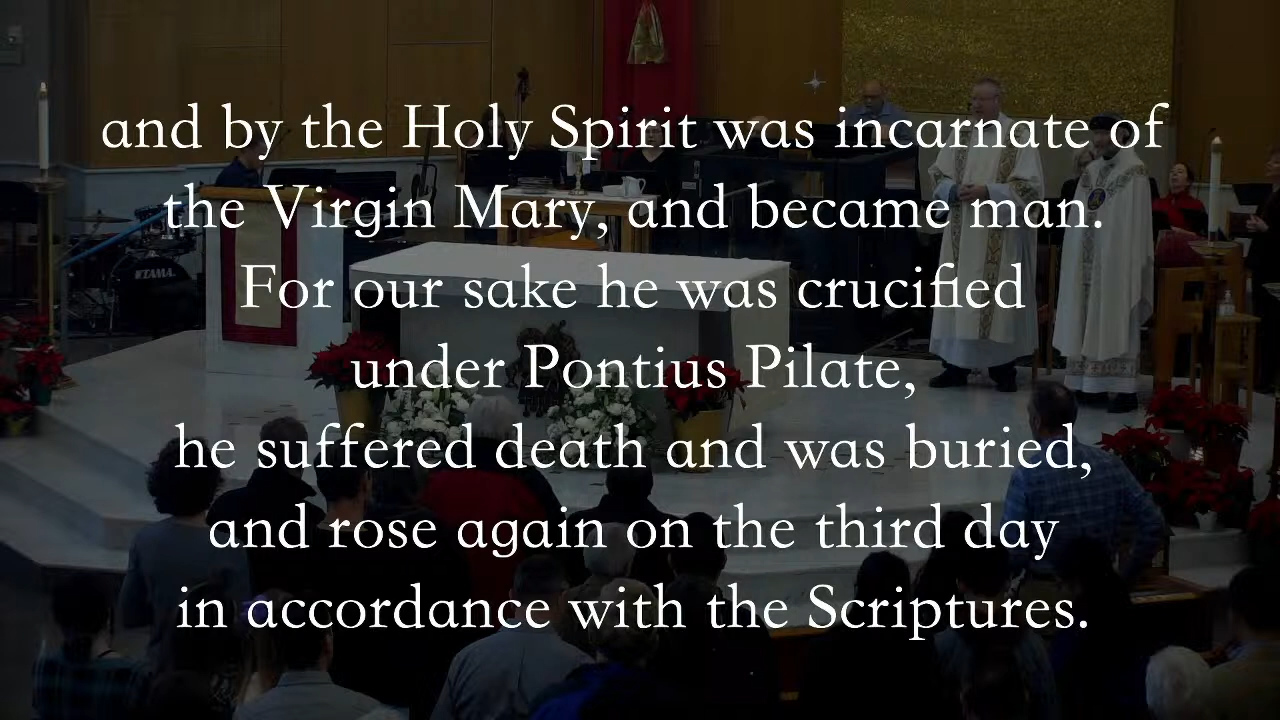 and by the Holy Spirit was incarnate of
the Virgin Mary, and became man.
For our sake he was crucified
under Pontius Pilate,
he suffered death and was buried,
and rose again on the third day
in accordance with the Scriptures.
TAMA